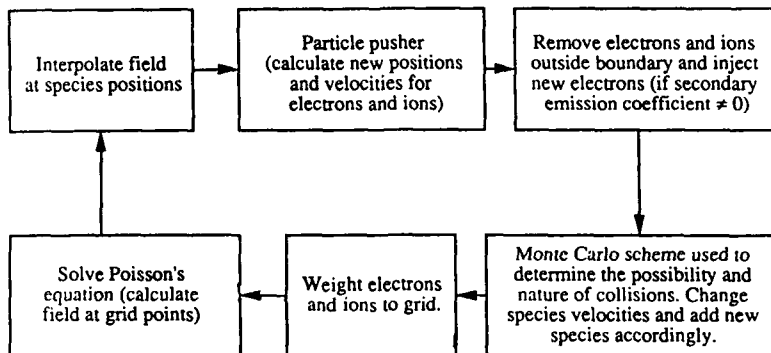 Interpolate field
at species positions
Particle pusher
(calculate new positions
and velocities for
electrons and ions)
Remove electrons and ions
outside boundary and inject
new electrons (if secondary
emission coefficient ≠ 0)
Monte Carlo scheme used to
determine the possibility and
nature of collisions. Change
species velocities and add new
species accordingly.
Weight electrons
and ions to grid.
Solve Poisson's
equation (calculate
field at grid points)